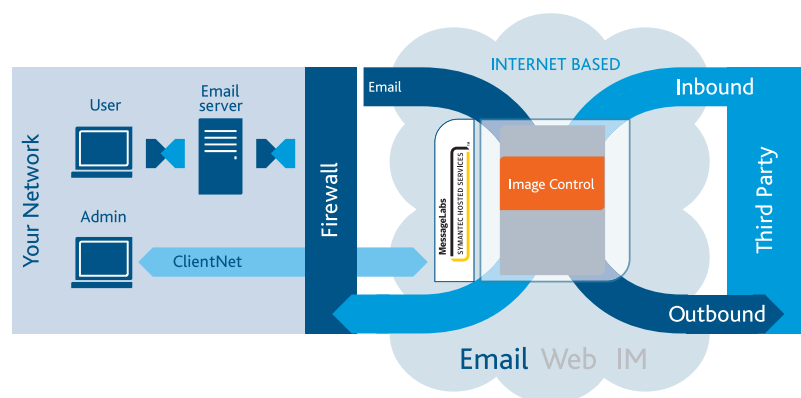 INTERNET BASED
Your Network
User
Email
server
Admin
ClientNet
Firewall
Email
MessageLabs
SYMANTEC HOSTED SERVICES™
Image Control
Inbound
Third Party
Outbound
Email Web IM